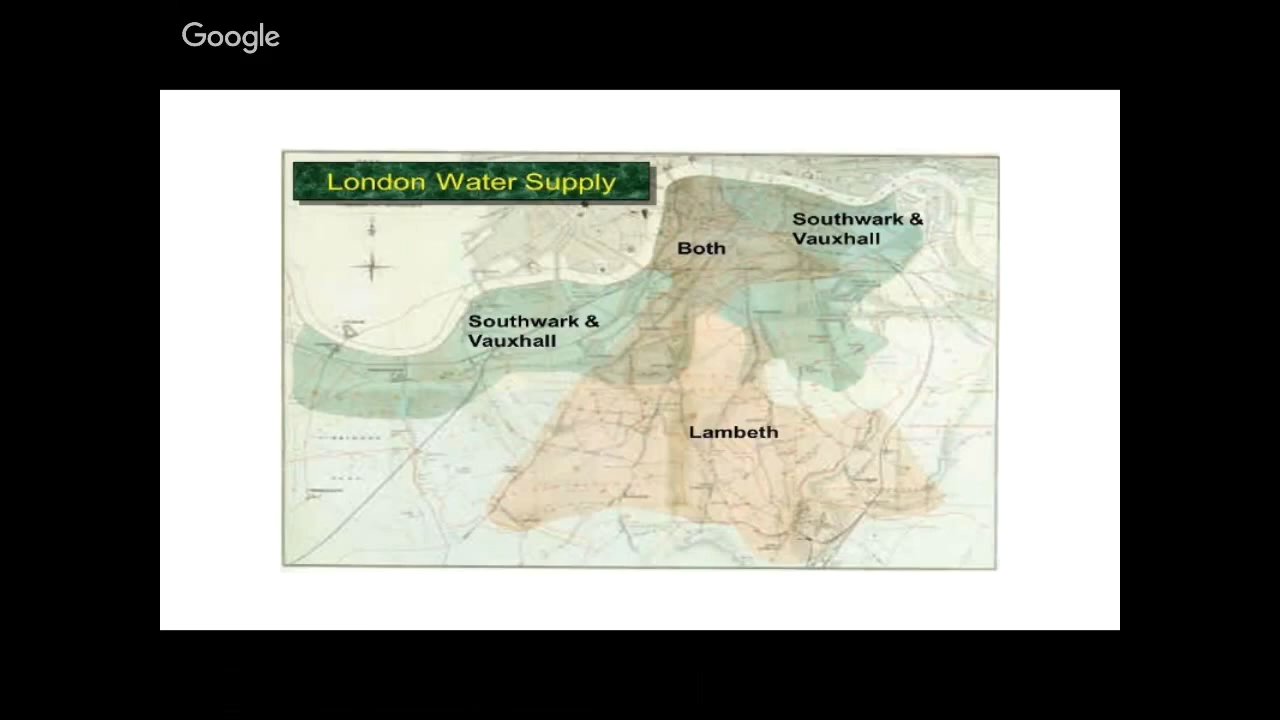 Google
London Water Supply
Southwark &
Vauxhall
Both
Southwark &
Vauxhall
Lambeth